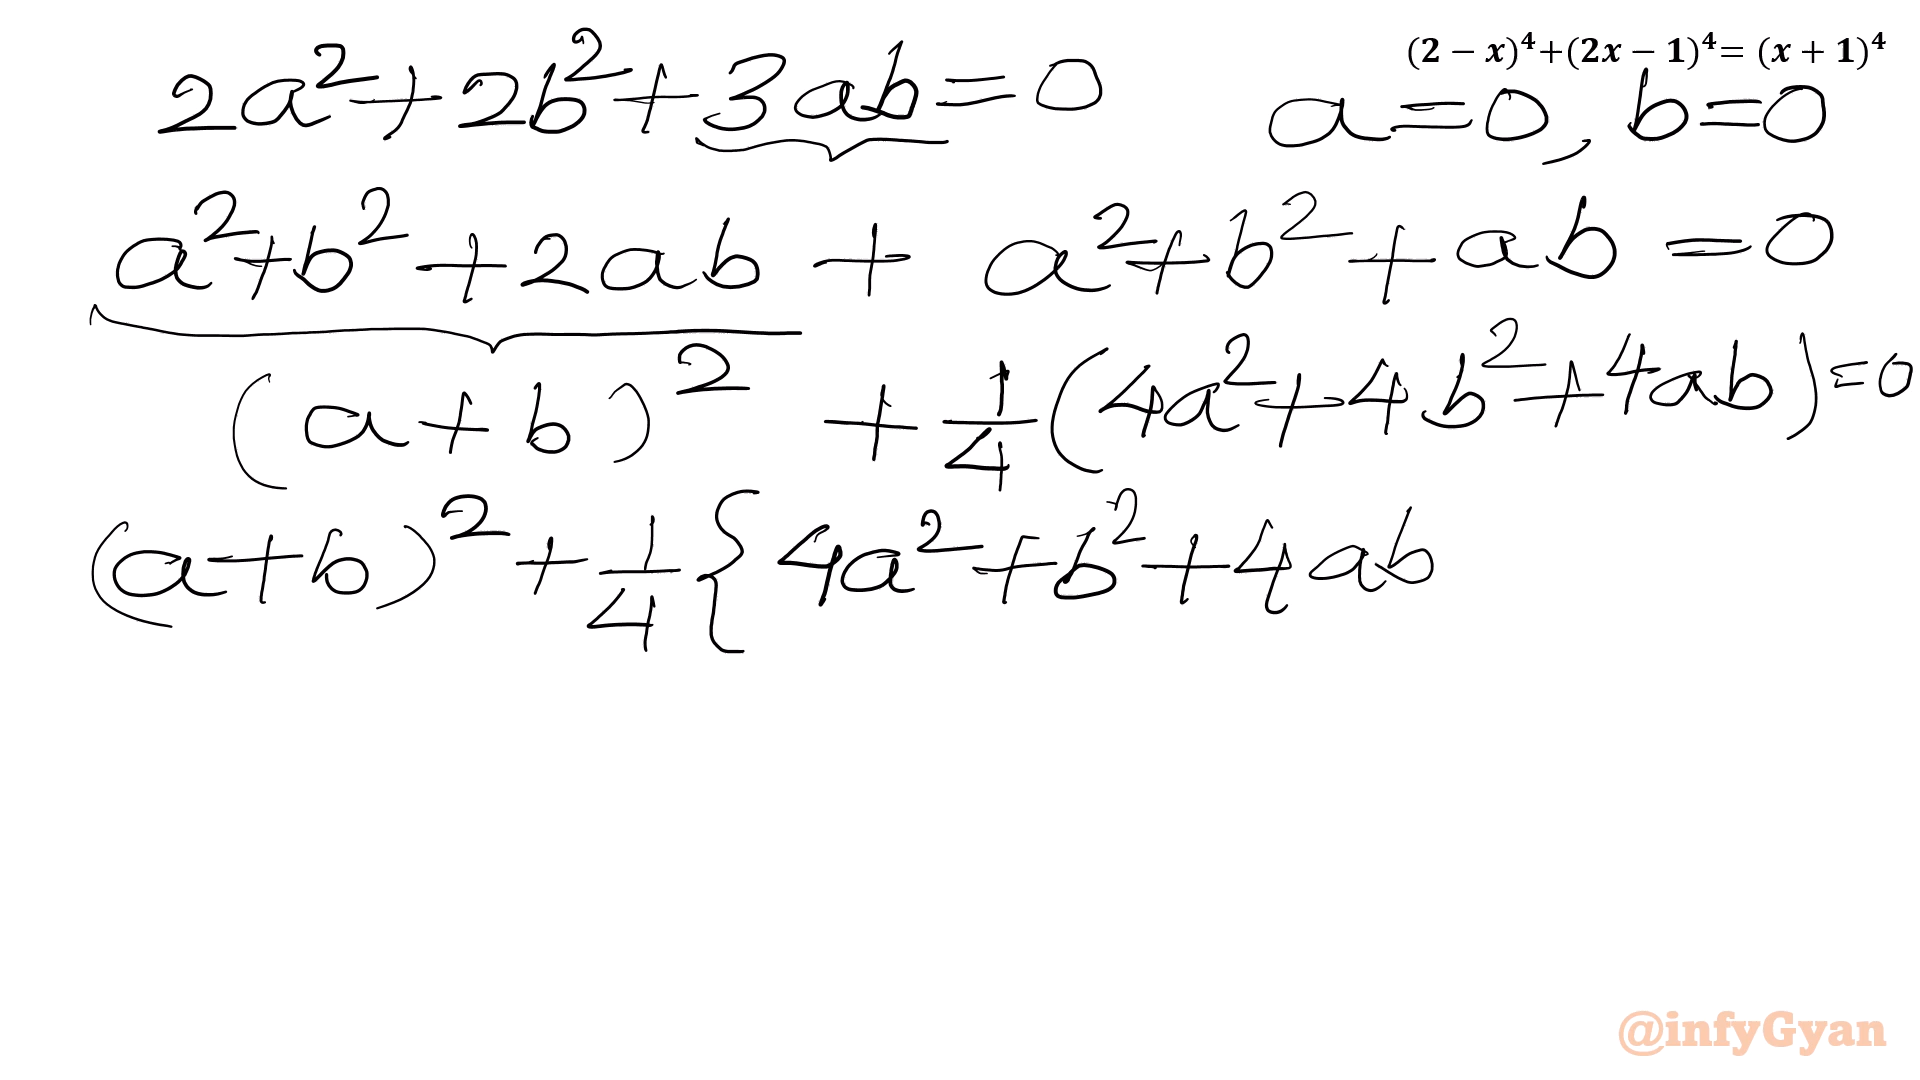 (2 − x)⁴+(2x − 1)⁴= (x + 1)⁴
2a² + 2b² + 3ab = 0
a = 0, b = 0
a² + b² + 2ab + a² + b² + ab = 0
(a + b)² + 1/4 (4a² + 4b² + 4ab) = 0
(a + b)² + 1/4 { 4a² + b² + 4ab
@infyGyan